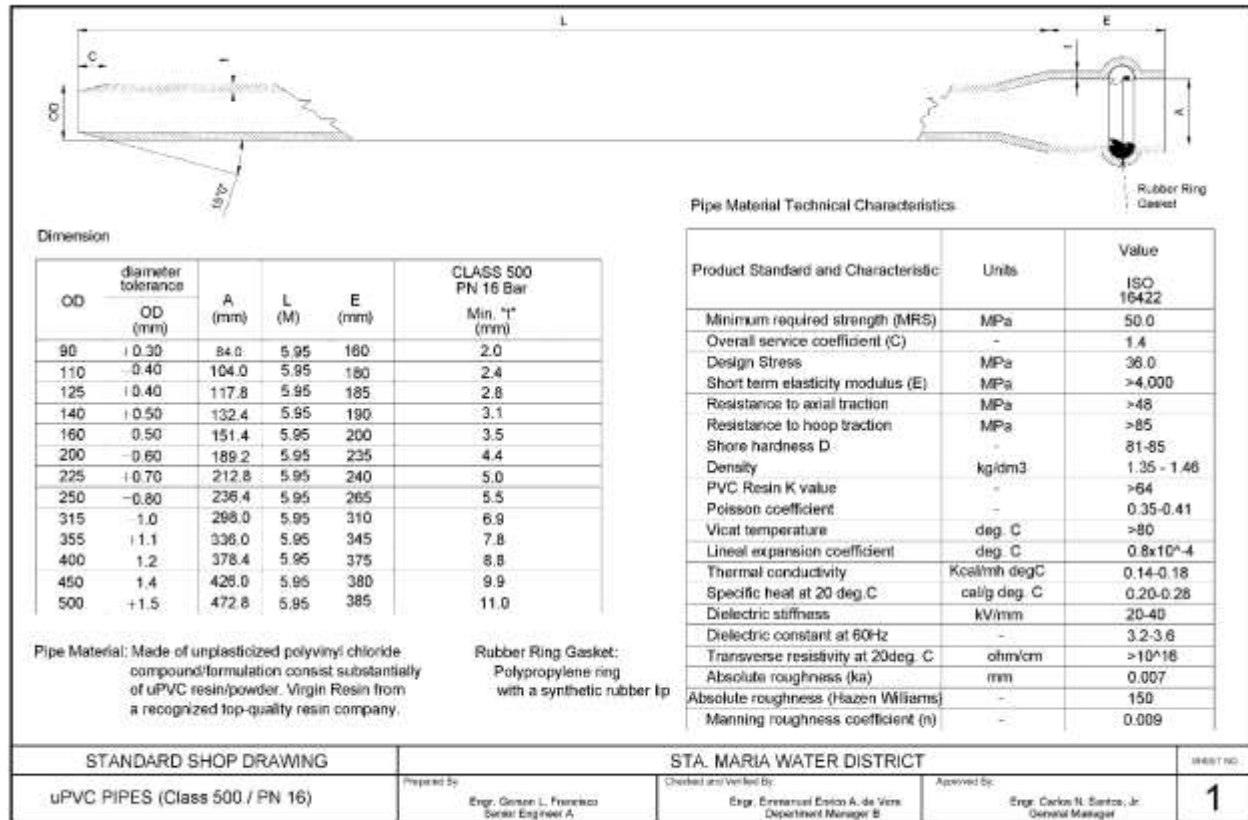 L
E
C
t
t
OD
A
15°0'
Rubber Ring
Gasket
Dimension
OD diameter tolerance OD (mm) A (mm) L (M) E (mm) CLASS 500 PN 16 Bar Min. "t" (mm)
90 0.30 84.0 5.95 160 2.0
110 0.40 104.0 5.95 180 2.4
125 0.40 117.8 5.95 185 2.8
140 0.50 132.4 5.95 190 3.1
160 0.50 151.4 5.95 200 3.5
200 0.60 189.2 5.95 235 4.4
225 +0.70 212.8 5.95 240 5.0
250 0.80 236.4 5.95 265 5.5
315 1.0 298.0 5.95 310 6.9
355 1.1 336.0 5.95 345 7.8
400 1.2 378.4 5.95 375 8.8
450 1.4 426.0 5.95 380 9.9
500 +1.5 472.8 5.95 385 11.0
Pipe Material Technical Characteristics
Product Standard and Characteristic Units Value ISO 16422
Minimum required strength (MRS) MPa 50.0
Overall service coefficient (C) - 1.4
Design Stress MPa 36.0
Short term elasticity modulus (E) MPa >4,000
Resistance to axial traction MPa >48
Resistance to hoop traction MPa >85
Shore hardness D - 81-85
Density kg/dm3 1.35 - 1.46
PVC Resin K value - >64
Poisson coefficient - 0.35-0.41
Vicat temperature deg. C >80
Lineal expansion coefficient deg. C 0.8x10^-4
Thermal conductivity Kcal/mh degC 0.14-0.18
Specific heat at 20 deg.C cal/g deg. C 0.20-0.28
Dielectric stiffness kV/mm 20-40
Dielectric constant at 60Hz - 3.2-3.6
Transverse resistivity at 20deg. C ohm/cm >10^16
Absolute roughness (ka) mm 0.007
Absolute roughness (Hazen Williams) - 150
Manning roughness coefficient (n) - 0.009
Pipe Material: Made of unplasticized polyvinyl chloride
compound/formulation consist substantially
of uPVC resin/powder. Virgin Resin from
a recognized top-quality resin company.
Rubber Ring Gasket:
Polypropylene ring
with a synthetic rubber lip
STANDARD SHOP DRAWING
uPVC PIPES (Class 500 / PN 16)
STA. MARIA WATER DISTRICT
Prepared By:
Engr. L. Francisco
Senior Engineer A
Checked and Verified By:
Engr. Emmanuel Enrico A. de Vera
Department Manager B
Approved By:
Engr. Carlos N. Santos, Jr.
General Manager
SHEET NO.
1